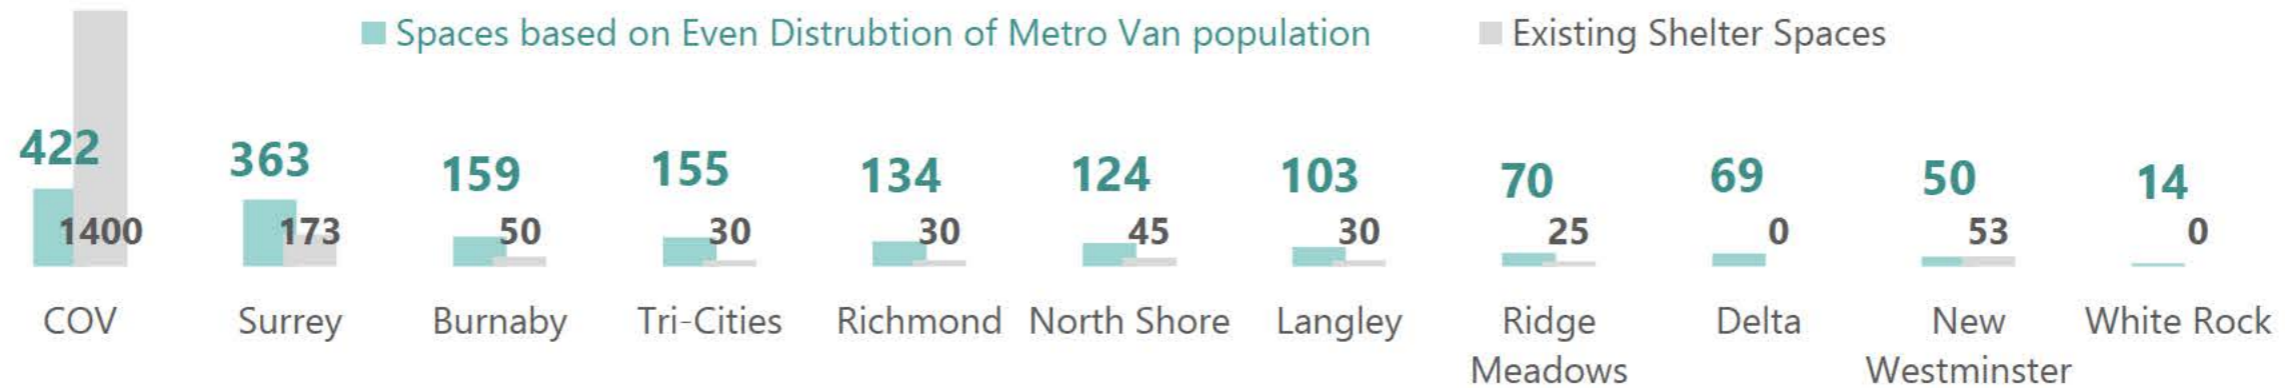 Spaces based on Even Distrubtion of Metro Van population Existing Shelter Spaces
422 363 159 155 134 124 103 70 69 50 14
1400 173 50 30 30 45 30 25 0 53 0
COV Surrey Burnaby Tri-Cities Richmond North Shore Langley Ridge Delta New White Rock
Meadows Westminster